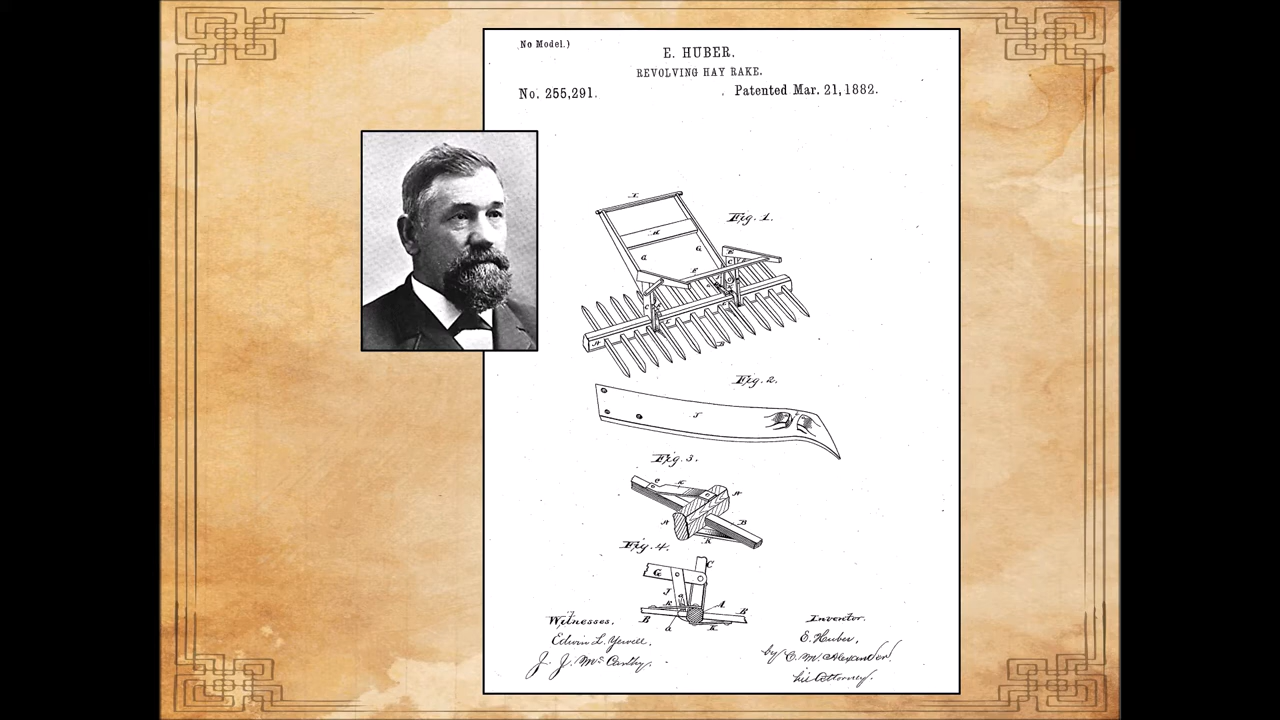 No Model.)
E. HUBER.
REVOLVING HAY RAKE.
No. 255,291.
Patented Mar. 21, 1882.
Fig. 1.
Fig. 2.
Fig. 3.
Fig. 4.
Witnesses,
Edwin L. Yewell,
J. J. McCarthy.
Inventor.
E. Huber,
by C. M. Alexander
his Attorney.